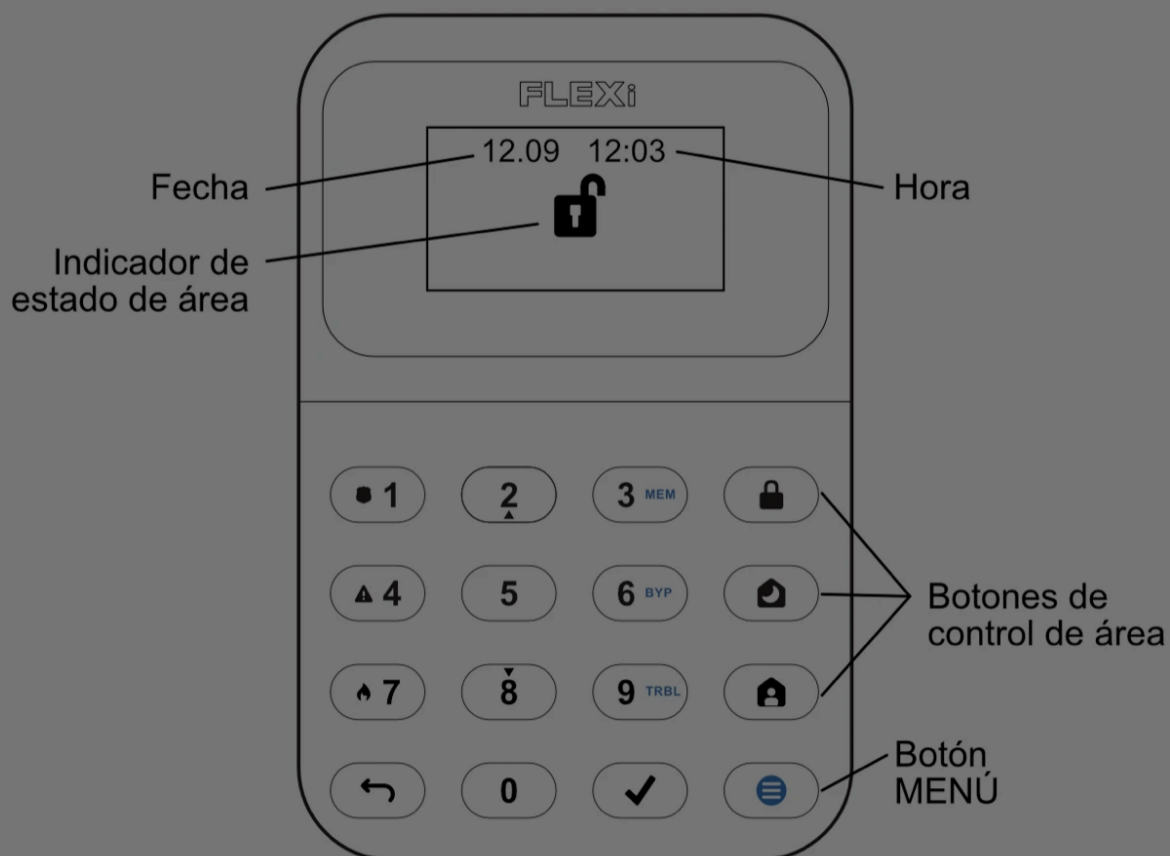 FLEXi
12.09 12:03
Fecha
Hora
Indicador de
estado de área
1
2
3 MEM
4
5
6 BYP
Botones de
control de área
7
8
9 TRBL
0
Botón
MENÚ